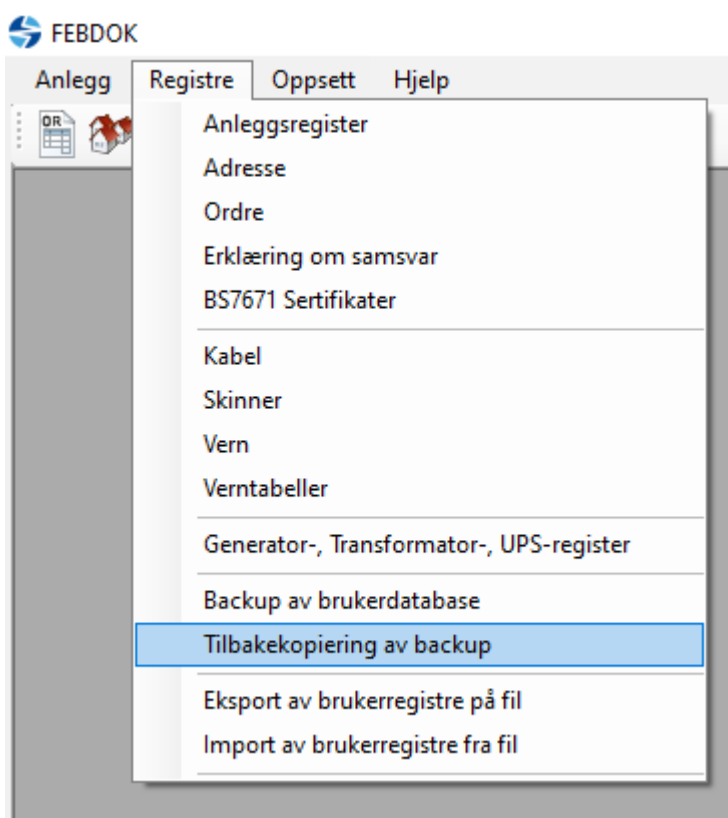 FEBDOK
Anlegg Registre Oppsett Hjelp
OR
Anleggsregister
Adresse
Ordre
Erklæring om samsvar
BS7671 Sertifikater
Kabel
Skinner
Vern
Verntabeller
Generator-, Transformator-, UPS-register
Backup av brukerdatabase
Tilbakekopiering av backup
Eksport av brukerregistre på fil
Import av brukerregistre fra fil